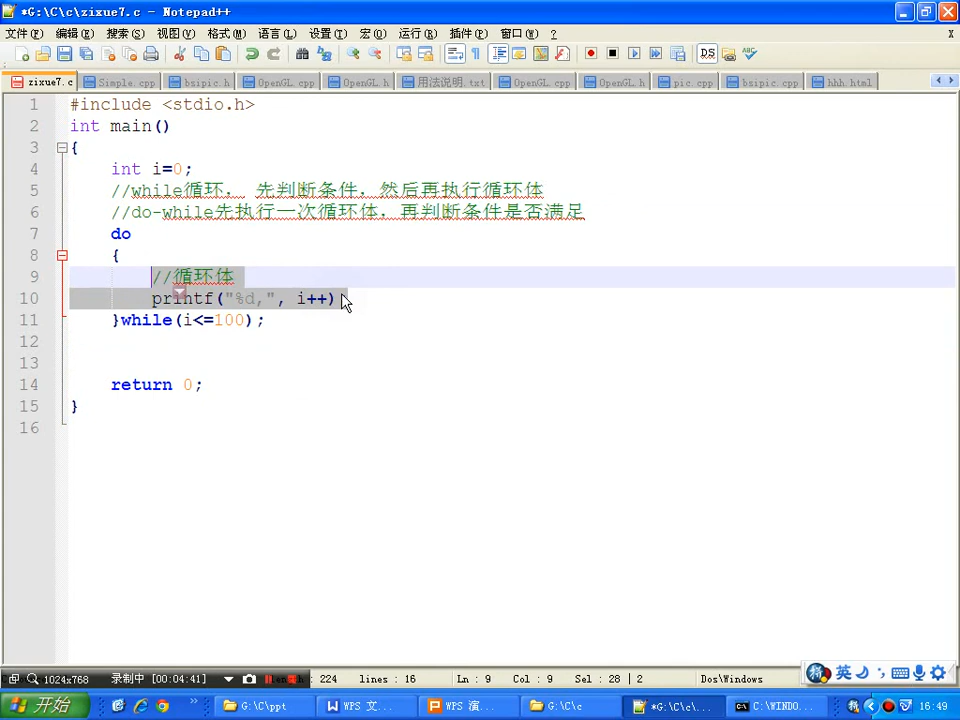 *G:\C\c\zixue7.c - Notepad++
文件(F) 编辑(E) 搜索(S) 视图(V) 格式(M) 语言(L) 设置(T) 宏(O) 运行(R) 插件(P) 窗口(W) ? X
zixue7.c Simple.cpp bsipic.h OpenGL.cpp OpenGL.h 用法说明.txt OpenGL.cpp OpenGL.h pic.cpp bsipic.cpp hhh.html
1 #include <stdio.h>
2 int main()
3 {
4 int i=0;
5 //while循环, 先判断条件, 然后再执行循环体
6 //do-while先执行一次循环体, 再判断条件是否满足
7 do
8 {
9 //循环体
10 printf("%d,", i++)
11 }while(i<=100);
12
13
14 return 0;
15 }
16
1024x768 录制中 [00:04:41] : 224 lines : 16 Ln : 9 Col : 9 Sel : 28 | 2 Dos\Windows 英
开始 G:\C\ppt WPS 文... WPS 演... G:\C\c *G:\C\c\... C:\WINDO... 16:49